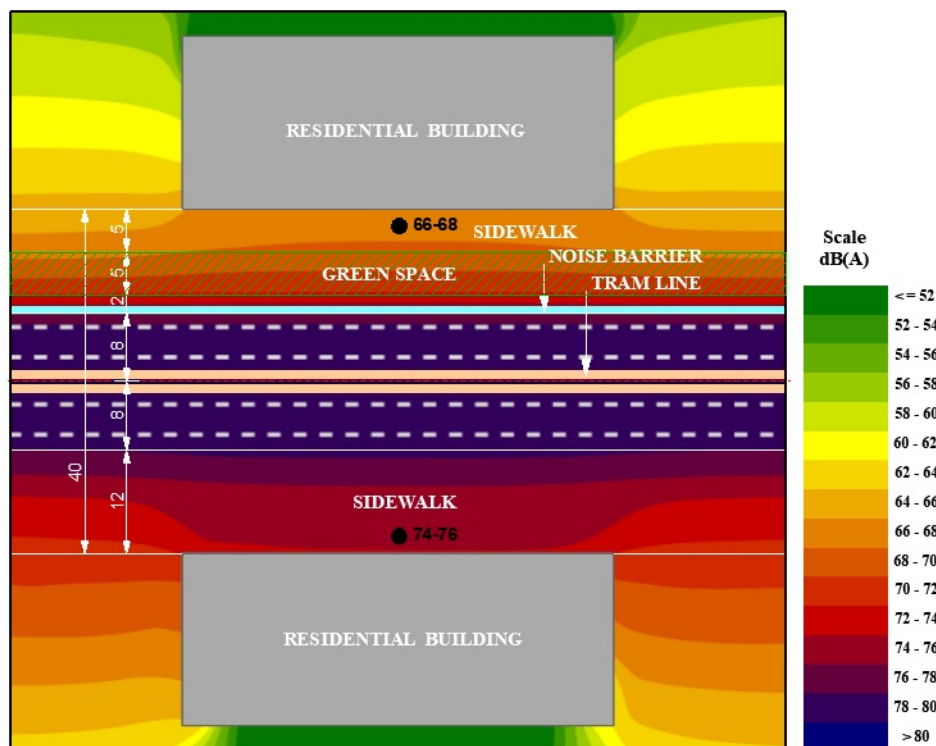 RESIDENTIAL BUILDING
66-68
SIDEWALK
NOISE BARRIER
GREEN SPACE
TRAM LINE
5
5
2
8
8
40
12
SIDEWALK
74-76
RESIDENTIAL BUILDING
Scale
dB(A)
<= 52
52 - 54
54 - 56
56 - 58
58 - 60
60 - 62
62 - 64
64 - 66
66 - 68
68 - 70
70 - 72
72 - 74
74 - 76
76 - 78
78 - 80
>80